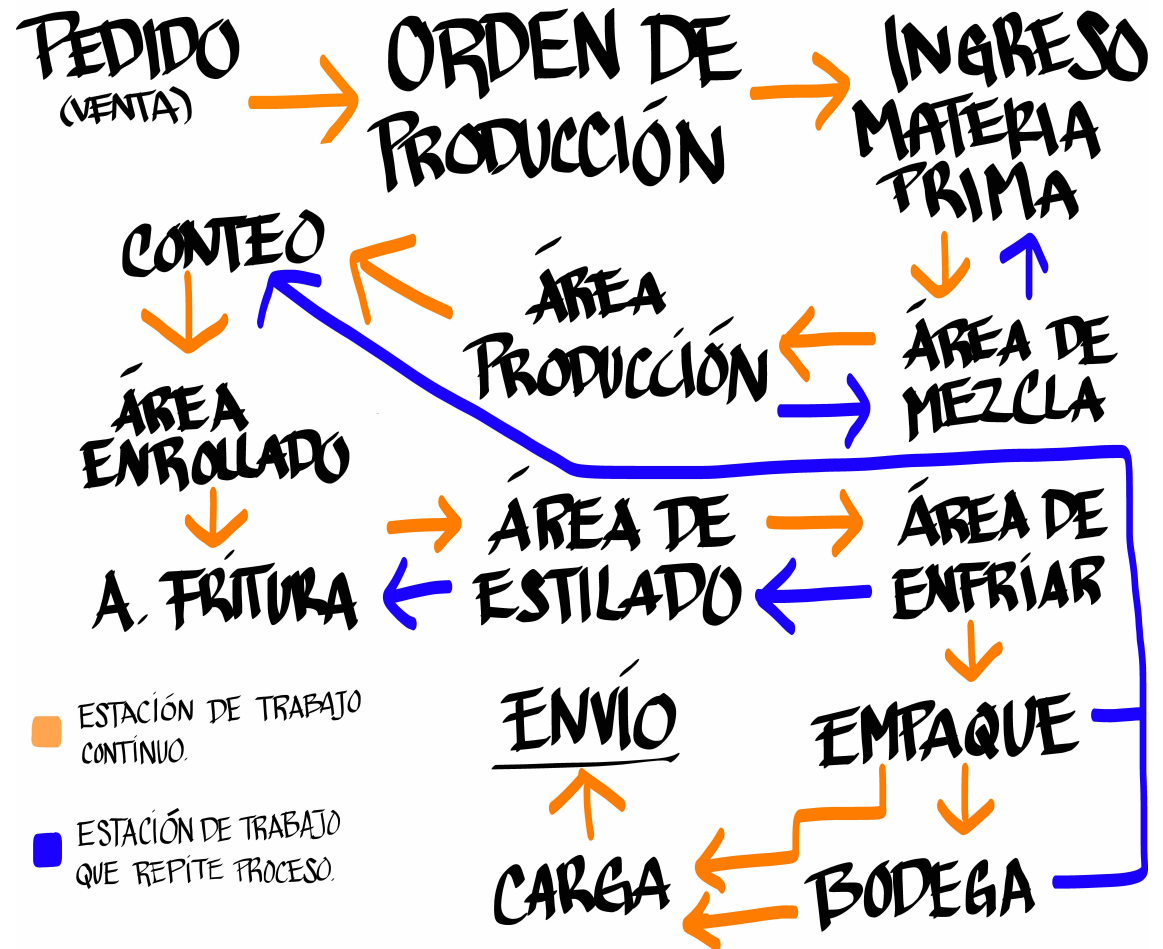 PEDIDO
(VENTA)
ORDEN DE
PRODUCCIÓN
INGRESO
MATERIA
PRIMA
CONTEO
ÁREA
PRODUCCIÓN
ÁREA DE
MEZCLA
ÁREA
ENROLLADO
A. FRITURA
ÁREA DE
ESTILADO
ÁREA DE
ENFRIAR
ESTACIÓN DE TRABAJO
CONTINUO.
ENVÍO
EMPAQUE
ESTACIÓN DE TRABAJO
QUE REPITE PROCESO.
CARGA
BODEGA